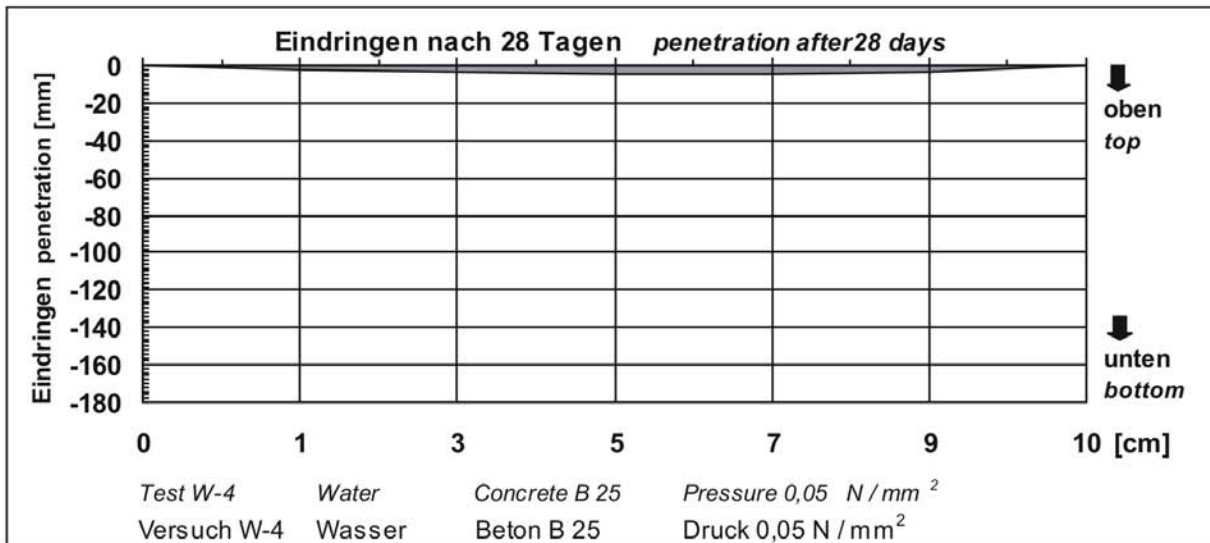 Eindringen nach 28 Tagen penetration after28 days
Eindringen penetration [mm]
0
-20
-40
-60
-80
-100
-120
-140
-160
-180
oben
top
unten
bottom
0 1 3 5 7 9 10 [cm]
Test W-4 Water Concrete B 25 Pressure 0,05 N / mm ²
Versuch W-4 Wasser Beton B 25 Druck 0,05 N / mm²